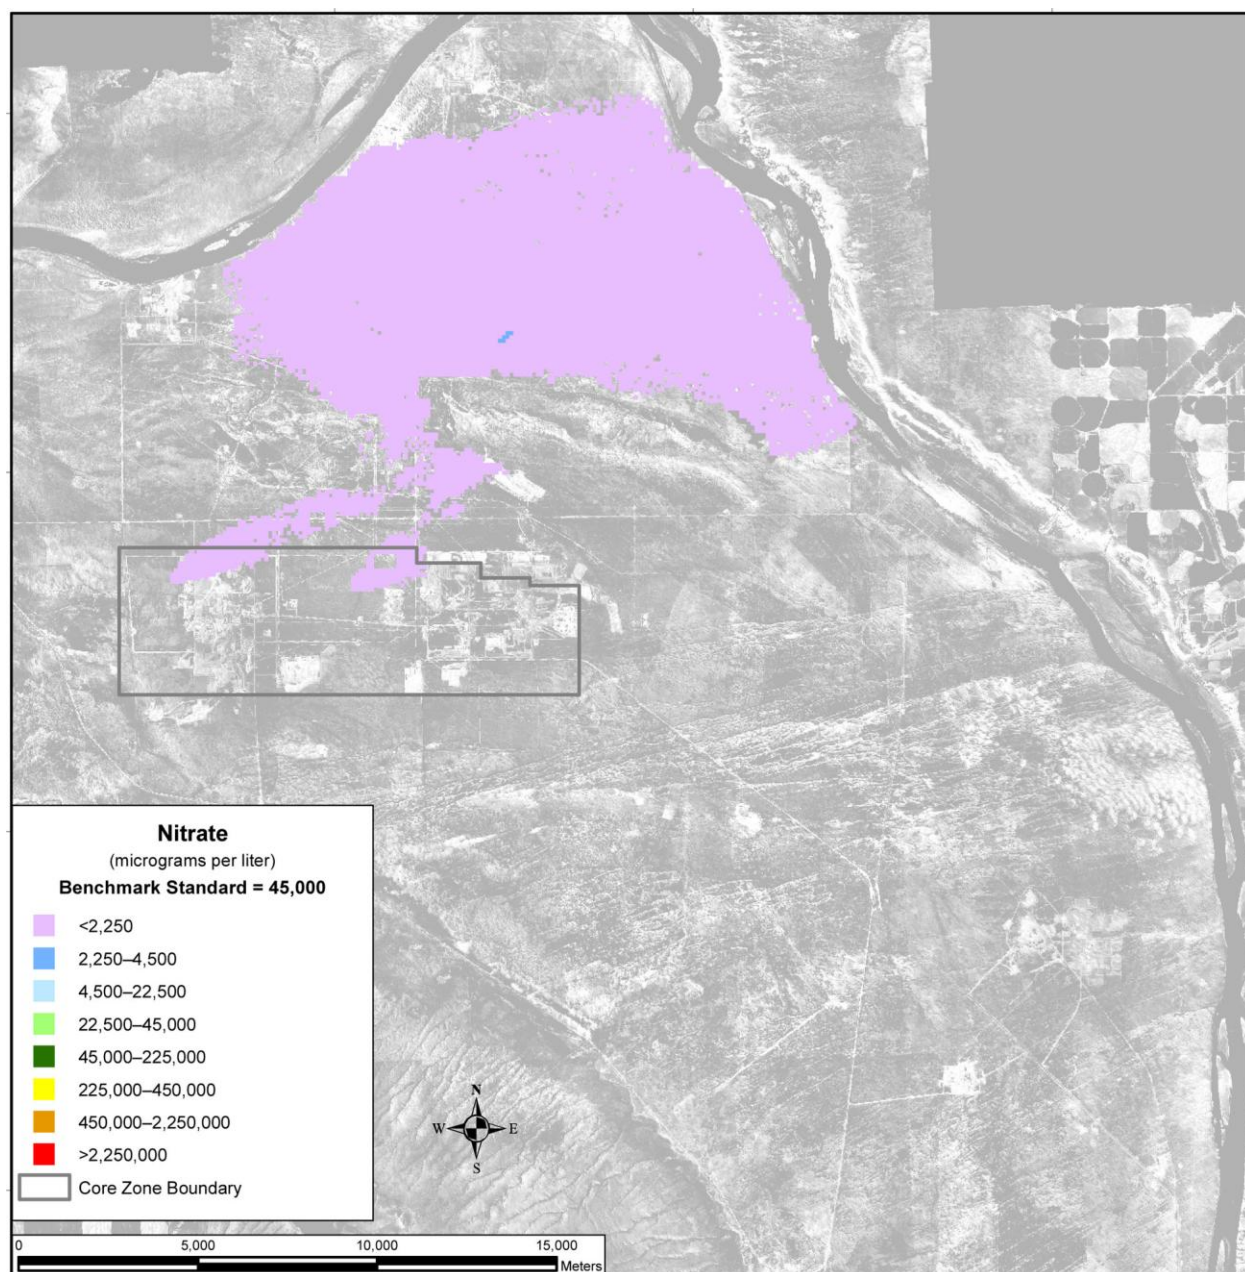 Nitrate
(micrograms per liter)
Benchmark Standard = 45,000
<2,250
2,250–4,500
4,500–22,500
22,500–45,000
45,000–225,000
225,000–450,000
450,000–2,250,000
>2,250,000
Core Zone Boundary
N
W E
S
0 5,000 10,000 15,000
Meters